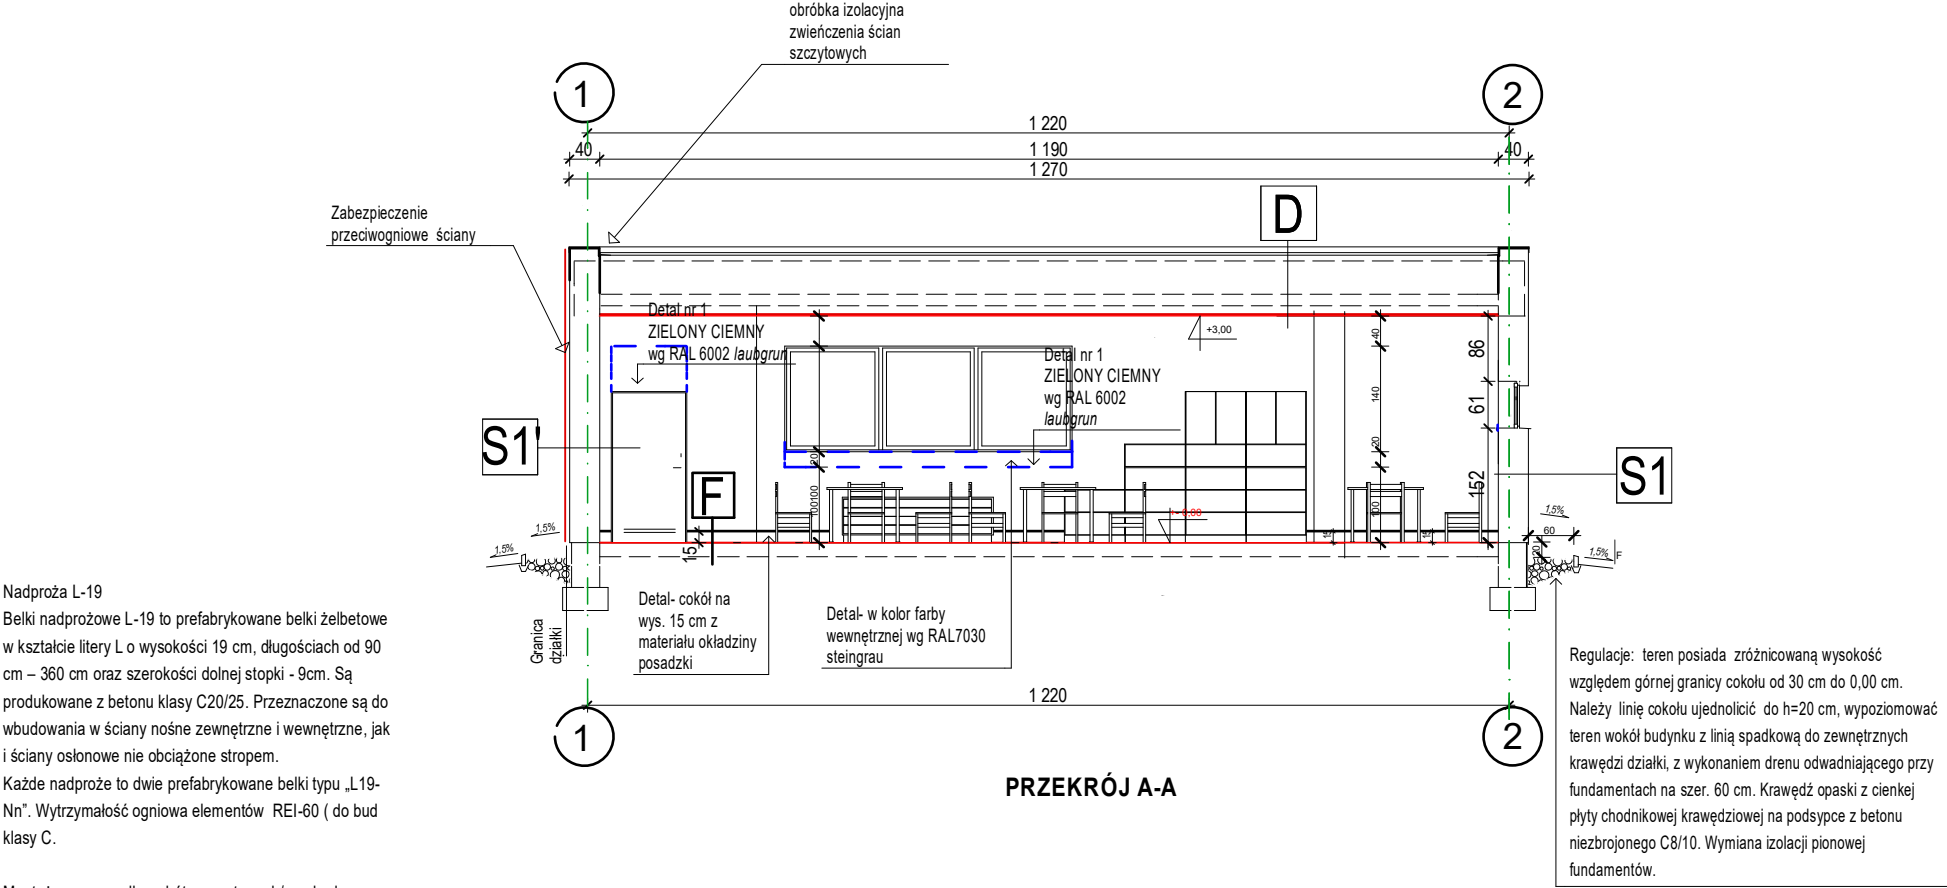 obróbka izolacyjna
zwieńczenia ścian
szczytowych
1
2
1 220
40
1 190
40
1 270
Zabezpieczenie
przeciwogniowe ściany
D
Detal nr 1
ZIELONY CIEMNY
wg RAL 6002 laubgrun
+3,00
Detal nr 1
ZIELONY CIEMNY
wg RAL 6002
laubgrun
40
86
140
61
20
20
152
100
100
100
S1'
F
S1
+- 0,00
15
15
15
1,5%
1,5%
1,5%
60
20
1,5%
F
Granica
działki
Detal- cokół na
wys. 15 cm z
materiału okładziny
posadzki
Detal- w kolor farby
wewnętrznej wg RAL7030
steingrau
1 220
1
2
PRZEKRÓJ A-A
Nadproża L-19
Belki nadprożowe L-19 to prefabrykowane belki żelbetowe
w kształcie litery L o wysokości 19 cm, długościach od 90
cm – 360 cm oraz szerokości dolnej stopki - 9cm. Są
produkowane z betonu klasy C20/25. Przeznaczone są do
wbudowania w ściany nośne zewnętrzne i wewnętrzne, jak
i ściany osłonowe nie obciążone stropem.
Każde nadproże to dwie prefabrykowane belki typu „L19-
Nn”. Wytrzymałość ogniowa elementów REI-60 ( do bud
klasy C.
Regulacje: teren posiada zróżnicowaną wysokość
względem górnej granicy cokołu od 30 cm do 0,00 cm.
Należy linię cokołu ujednolicić do h=20 cm, wypoziomować
teren wokół budynku z linią spadkową do zewnętrznych
krawędzi działki, z wykonaniem drenu odwadniającego przy
fundamentach na szer. 60 cm. Krawędź opaski z cienkej
płyty chodnikowej krawędziowej na podsypce z betonu
niezbrojonego C8/10. Wymiana izolacji pionowej
fundamentów.